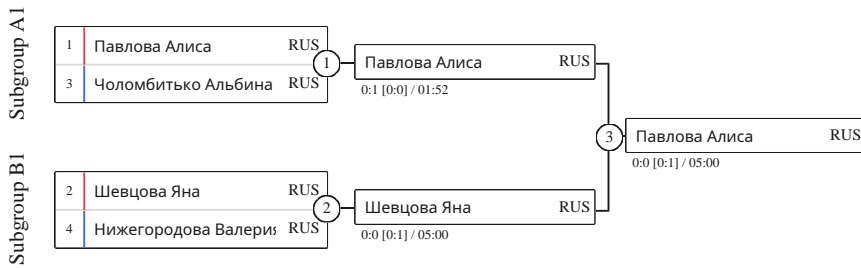 Subgroup A1
1 Павлова Алиса RUS
3 Чоломбитько Альбина RUS
1
Павлова Алиса RUS
0:1 [0:0] / 01:52
3
Павлова Алиса RUS
0:0 [0:1] / 05:00
Subgroup B1
2 Шевцова Яна RUS
4 Нижегородова Валерия RUS
2
Шевцова Яна RUS
0:0 [0:1] / 05:00